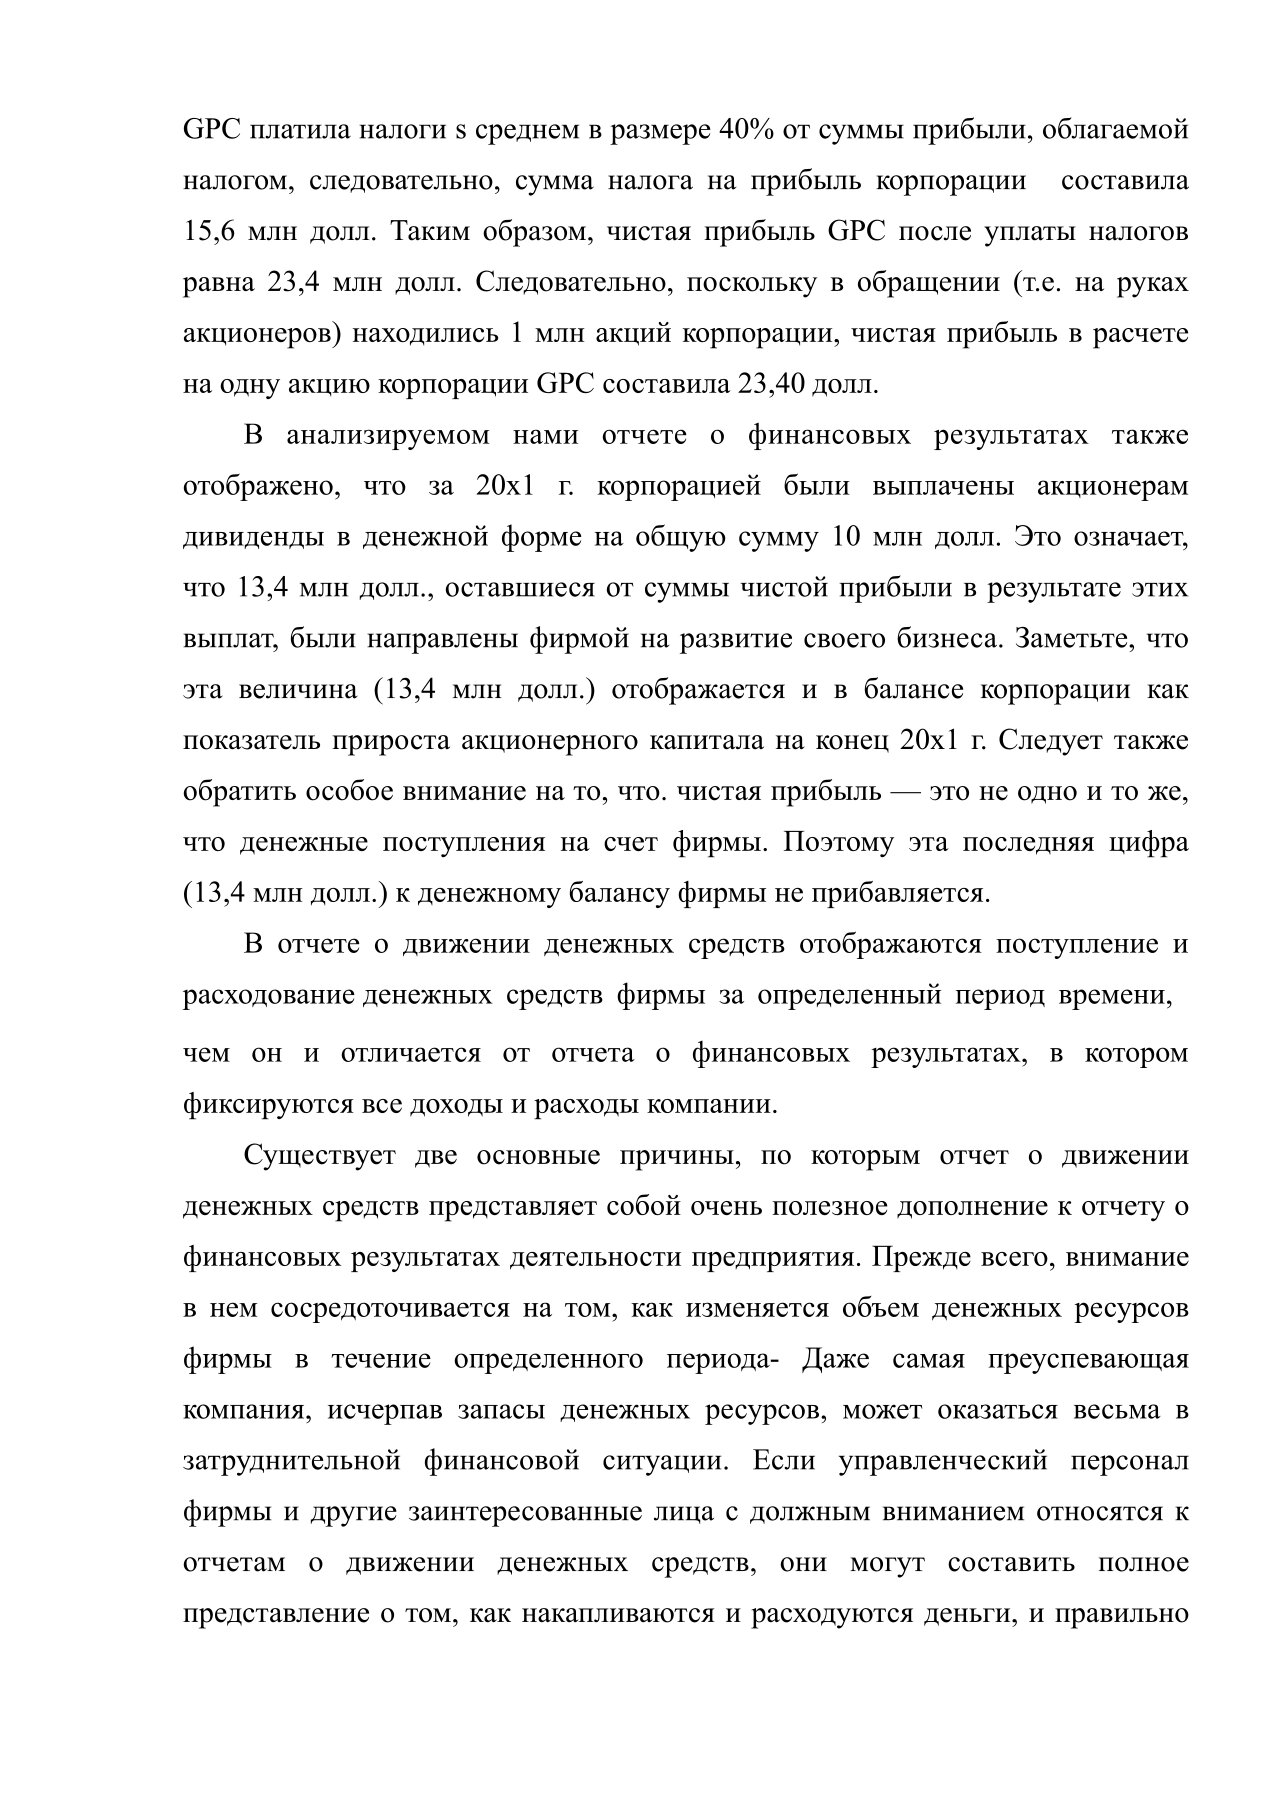 GPC платила налоги s среднем в размере 40% от суммы прибыли, облагаемой
налогом, следовательно, сумма налога на прибыль корпорации составила
15,6 млн долл. Таким образом, чистая прибыль GPC после уплаты налогов
равна 23,4 млн долл. Следовательно, поскольку в обращении (т.е. на руках
акционеров) находились 1 млн акций корпорации, чистая прибыль в расчете
на одну акцию корпорации GPC составила 23,40 долл.
В анализируемом нами отчете о финансовых результатах также
отображено, что за 20x1 г. корпорацией были выплачены акционерам
дивиденды в денежной форме на общую сумму 10 млн долл. Это означает,
что 13,4 млн долл., оставшиеся от суммы чистой прибыли в результате этих
выплат, были направлены фирмой на развитие своего бизнеса. Заметьте, что
эта величина (13,4 млн долл.) отображается и в балансе корпорации как
показатель прироста акционерного капитала на конец 20x1 г. Следует также
обратить особое внимание на то, что. чистая прибыль — это не одно и то же,
что денежные поступления на счет фирмы. Поэтому эта последняя цифра
(13,4 млн долл.) к денежному балансу фирмы не прибавляется.
В отчете о движении денежных средств отображаются поступление и
расходование денежных средств фирмы за определенный период времени,
чем он и отличается от отчета о финансовых результатах, в котором
фиксируются все доходы и расходы компании.
Существует две основные причины, по которым отчет о движении
денежных средств представляет собой очень полезное дополнение к отчету о
финансовых результатах деятельности предприятия. Прежде всего, внимание
в нем сосредоточивается на том, как изменяется объем денежных ресурсов
фирмы в течение определенного периода- Даже самая преуспевающая
компания, исчерпав запасы денежных ресурсов, может оказаться весьма в
затруднительной финансовой ситуации. Если управленческий персонал
фирмы и другие заинтересованные лица с должным вниманием относятся к
отчетам о движении денежных средств, они могут составить полное
представление о том, как накапливаются и расходуются деньги, и правильно